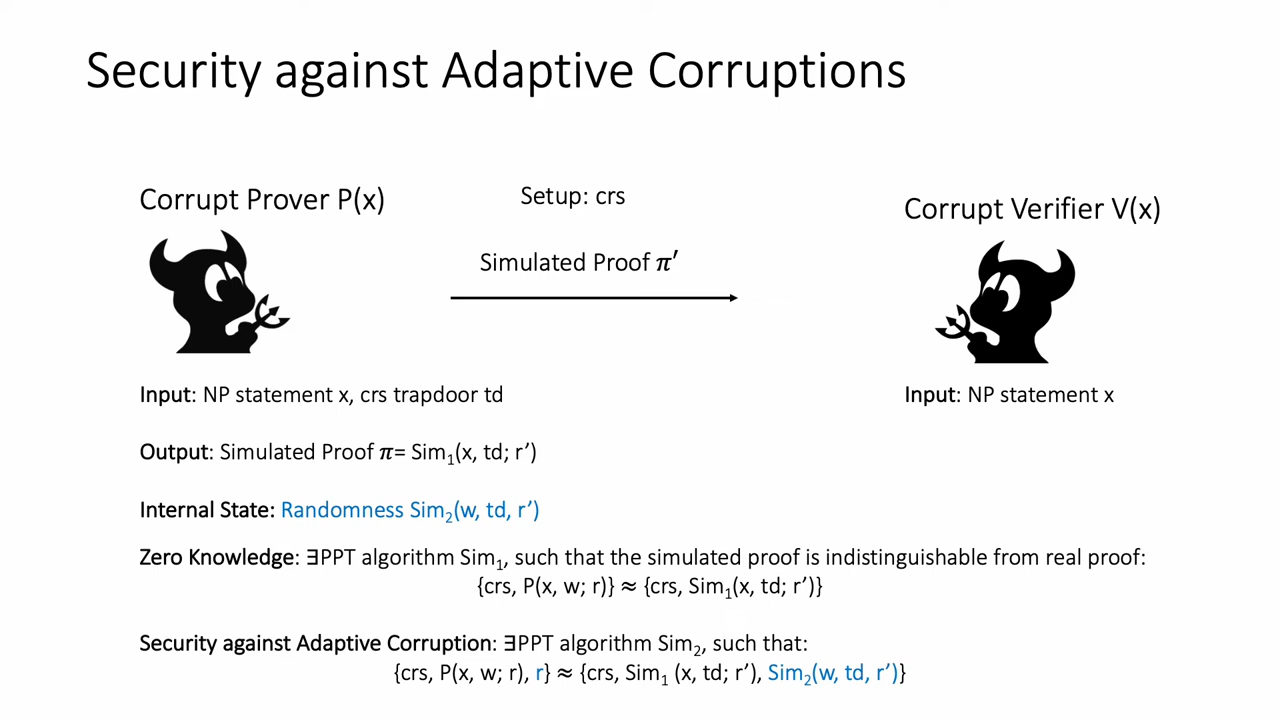 Security against Adaptive Corruptions
Corrupt Prover P(x)
Setup: crs
Corrupt Verifier V(x)
Simulated Proof π′
Input: NP statement x, crs trapdoor td
Input: NP statement x
Output: Simulated Proof π= Sim₁(x, td; r’)
Internal State: Randomness Sim₂(w, td, r’)
Zero Knowledge: ∃PPT algorithm Sim₁, such that the simulated proof is indistinguishable from real proof:
{crs, P(x, w; r)} ≈ {crs, Sim₁(x, td; r’)}
Security against Adaptive Corruption: ∃PPT algorithm Sim₂, such that:
{crs, P(x, w; r), r} ≈ {crs, Sim₁ (x, td; r’), Sim₂(w, td, r’)}